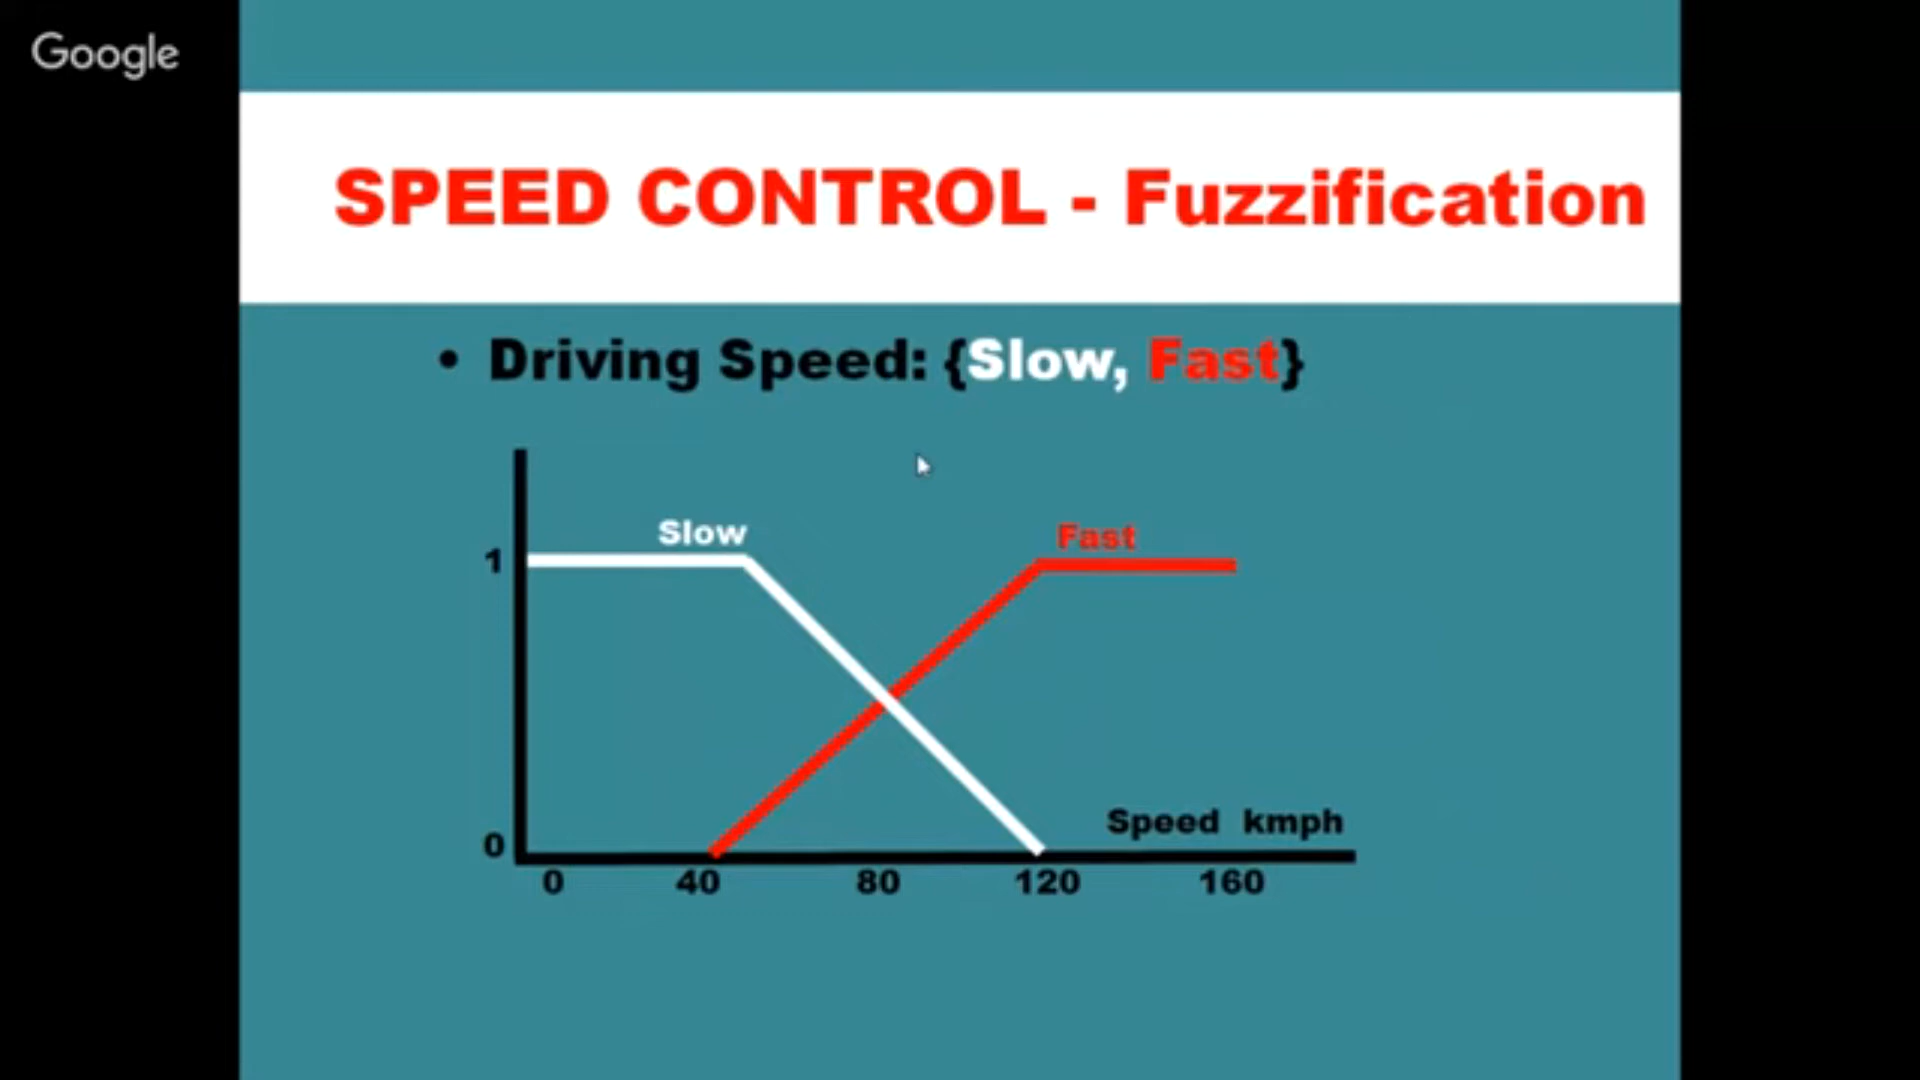 Google
SPEED CONTROL - Fuzzification
• Driving Speed: {Slow, Fast}
Slow
Fast
1
0
Speed kmph
0 40 80 120 160